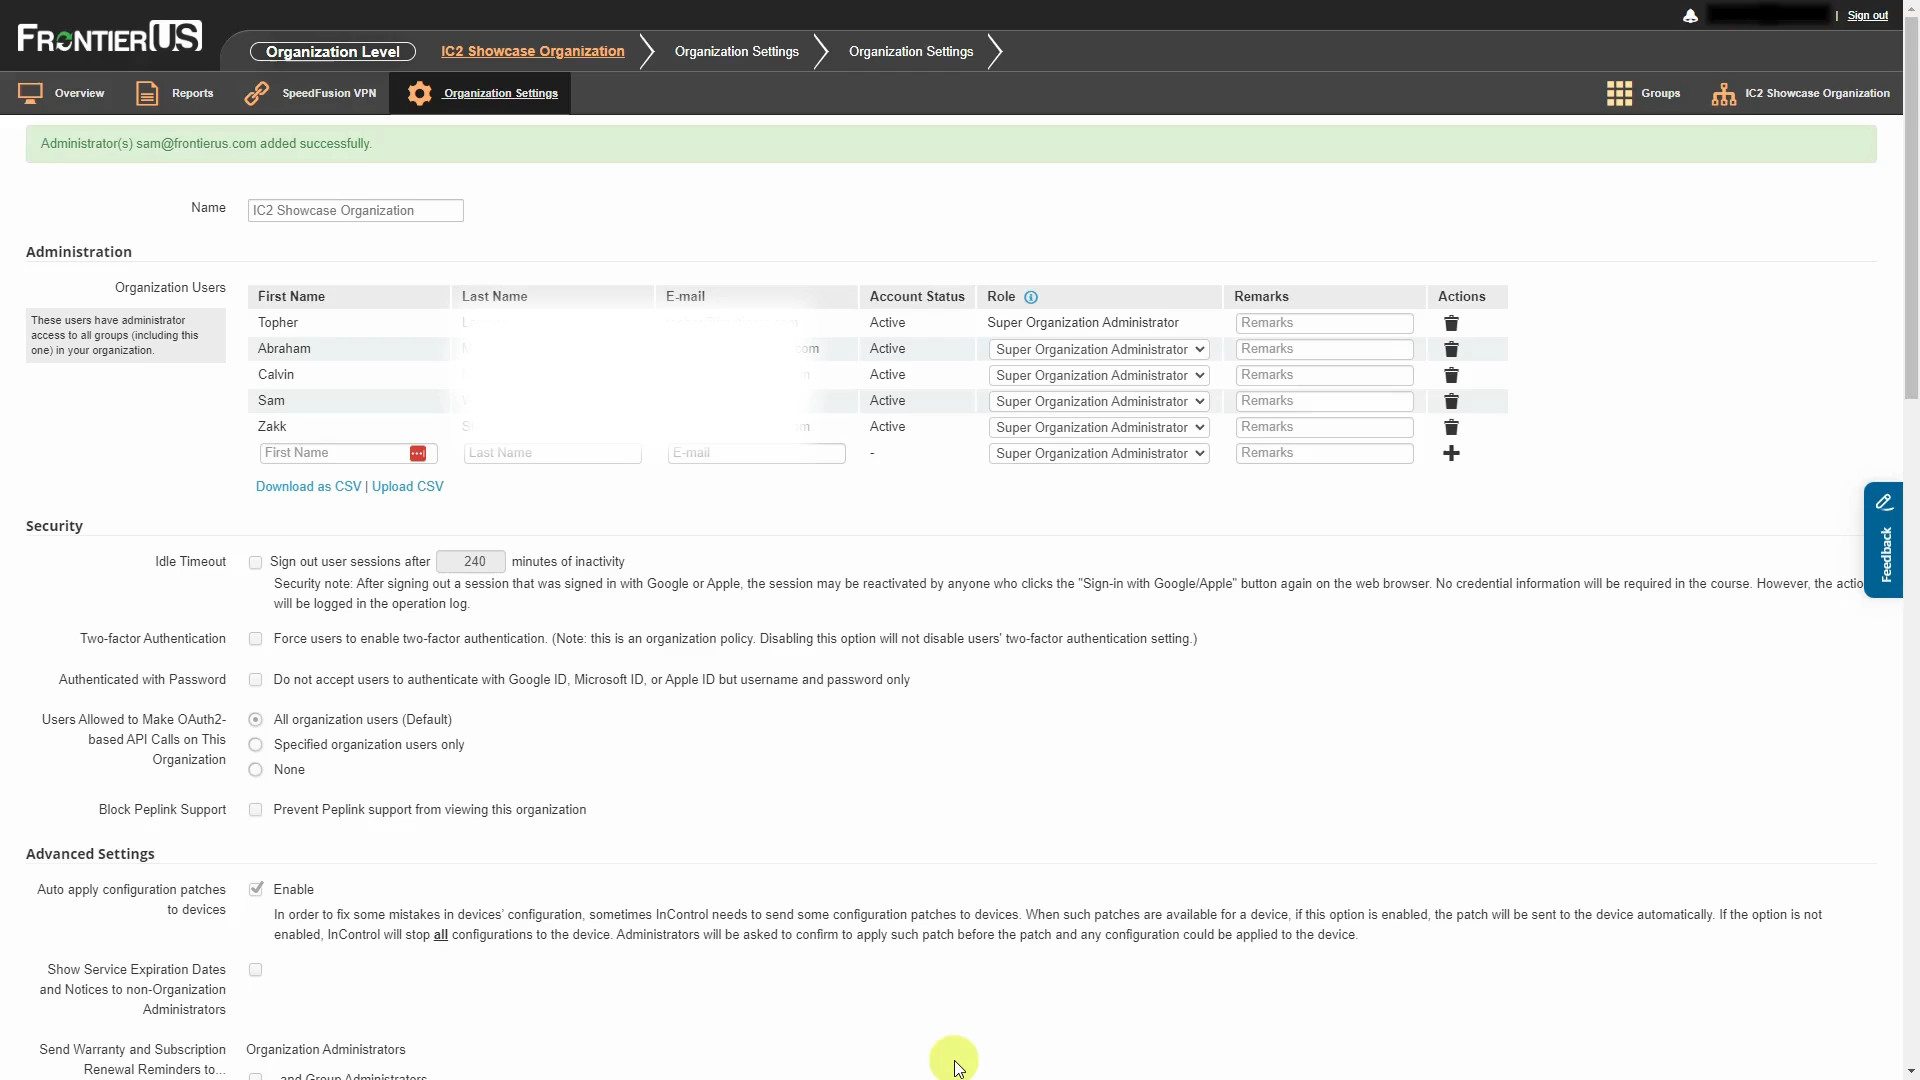 FRONTIERUS
Organization Level
IC2 Showcase Organization
Organization Settings
Organization Settings
| Sign out
Overview
Reports
SpeedFusion VPN
Organization Settings
Groups
IC2 Showcase Organization
Administrator(s) sam@frontierus.com added successfully.
Name
IC2 Showcase Organization
Administration
Organization Users
These users have administrator
access to all groups (including this
one) in your organization.
First Name Last Name E-mail Account Status Role Remarks Actions
Topher Active Super Organization Administrator Remarks
Abraham com Active Super Organization Administrator Remarks
Calvin Active Super Organization Administrator Remarks
Sam Active Super Organization Administrator Remarks
Zakk Active Super Organization Administrator Remarks
First Name Last Name E-mail - Super Organization Administrator Remarks
Download as CSV | Upload CSV
Security
Idle Timeout
Sign out user sessions after 240 minutes of inactivity
Security note: After signing out a session that was signed in with Google or Apple, the session may be reactivated by anyone who clicks the "Sign-in with Google/Apple" button again on the web browser. No credential information will be required in the course. However, the actio
will be logged in the operation log.
Two-factor Authentication
Force users to enable two-factor authentication. (Note: this is an organization policy. Disabling this option will not disable users' two-factor authentication setting.)
Authenticated with Password
Do not accept users to authenticate with Google ID, Microsoft ID, or Apple ID but username and password only
Users Allowed to Make OAuth2-
based API Calls on This
Organization
All organization users (Default)
Specified organization users only
None
Block Peplink Support
Prevent Peplink support from viewing this organization
Feedback
Advanced Settings
Auto apply configuration patches
to devices
Enable
In order to fix some mistakes in devices' configuration, sometimes InControl needs to send some configuration patches to devices. When such patches are available for a device, if this option is enabled, the patch will be sent to the device automatically. If the option is not
enabled, InControl will stop all configurations to the device. Administrators will be asked to confirm to apply such patch before the patch and any configuration could be applied to the device.
Show Service Expiration Dates
and Notices to non-Organization
Administrators
Send Warranty and Subscription
Renewal Reminders to...
Organization Administrators
and Group Administrators